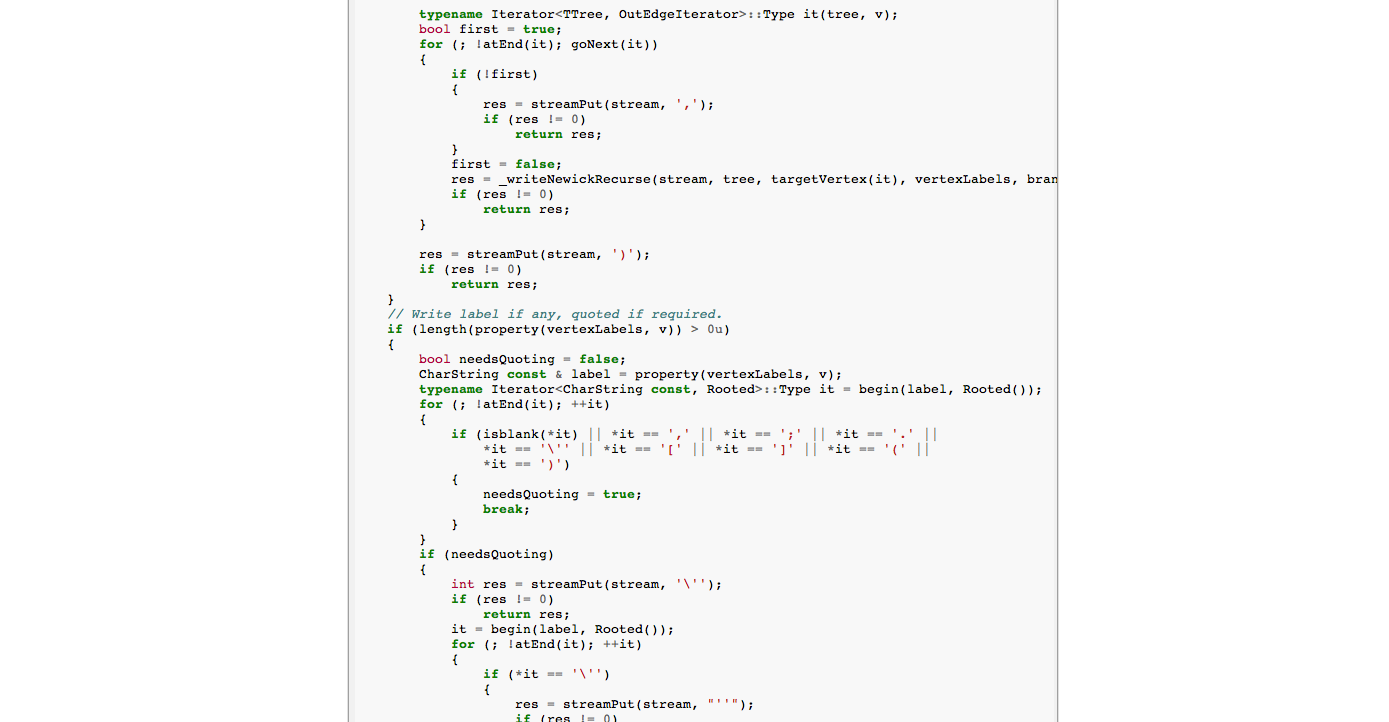 typename Iterator<TTree, OutEdgeIterator>::Type it(tree, v);
bool first = true;
for (; !atEnd(it); goNext(it))
{
if (!first)
{
res = streamPut(stream, ',');
if (res != 0)
return res;
}
first = false;
res = _writeNewickRecurse(stream, tree, targetVertex(it), vertexLabels, bran
if (res != 0)
return res;
}
res = streamPut(stream, ')');
if (res != 0)
return res;
}
// Write label if any, quoted if required.
if (length(property(vertexLabels, v)) > 0u)
{
bool needsQuoting = false;
CharString const & label = property(vertexLabels, v);
typename Iterator<CharString const, Rooted>::Type it = begin(label, Rooted());
for (; !atEnd(it); ++it)
{
if (isblank(*it) || *it == ',' || *it == ';' || *it == '.' ||
*it == '\'' || *it == '[' || *it == ']' || *it == '(' ||
*it == ')')
{
needsQuoting = true;
break;
}
}
if (needsQuoting)
{
int res = streamPut(stream, '\'');
if (res != 0)
return res;
it = begin(label, Rooted());
for (; !atEnd(it); ++it)
{
if (*it == '\'')
{
res = streamPut(stream, "''");
if (res != 0)